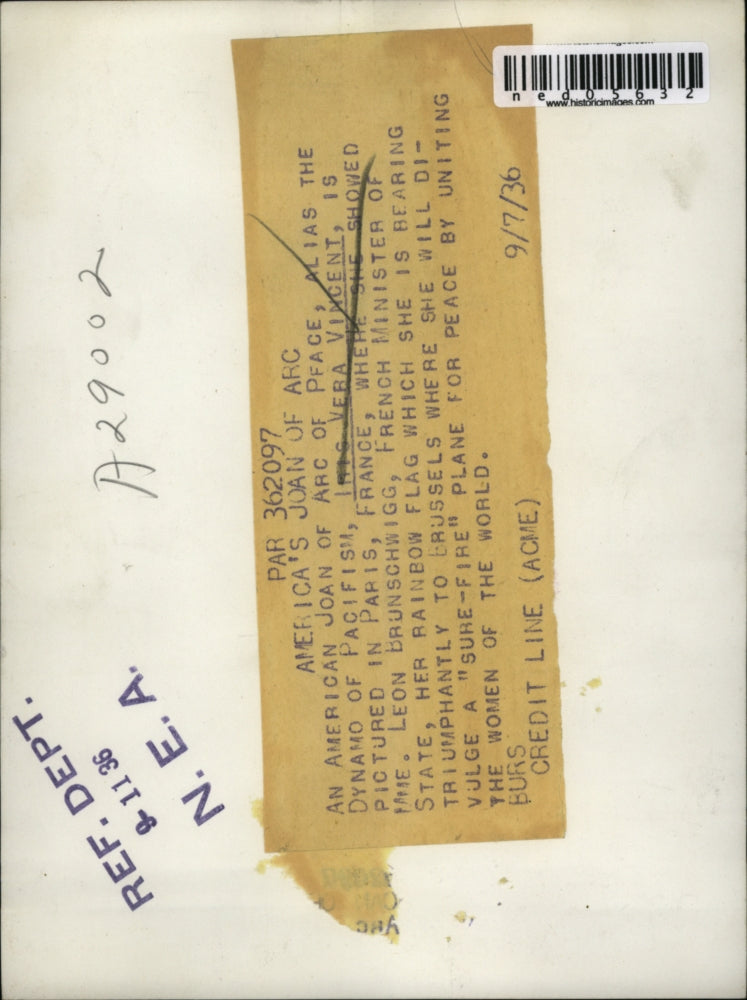 PAR 362097
AMERICA'S JOAN OF ARC
AN AMERICAN JOAN OF ARC OF PFACE, ALIAS THE
DYNAMO OF PACIFISM, VERA VINCENT, IS
PICTURED IN PARIS, FRANCE, WHERE SHE SHOWED
MME. LEON BRUNSCHWIGG, FRENCH MINISTER OF
STATE, HER RAINBOW FLAG WHICH SHE IS BEARING
TRIUMPHANTLY TO BRUSSELS WHERE SHE WILL DI-
VULGE A "SURE-FIRE" PLANE FOR PEACE BY UNITING
THE WOMEN OF THE WORLD.
BURS 9/7/36
CREDIT LINE (ACME)
A29002
REF. DEPT.
9-11 36
N. E. A.
ned05632
www.historicimages.com